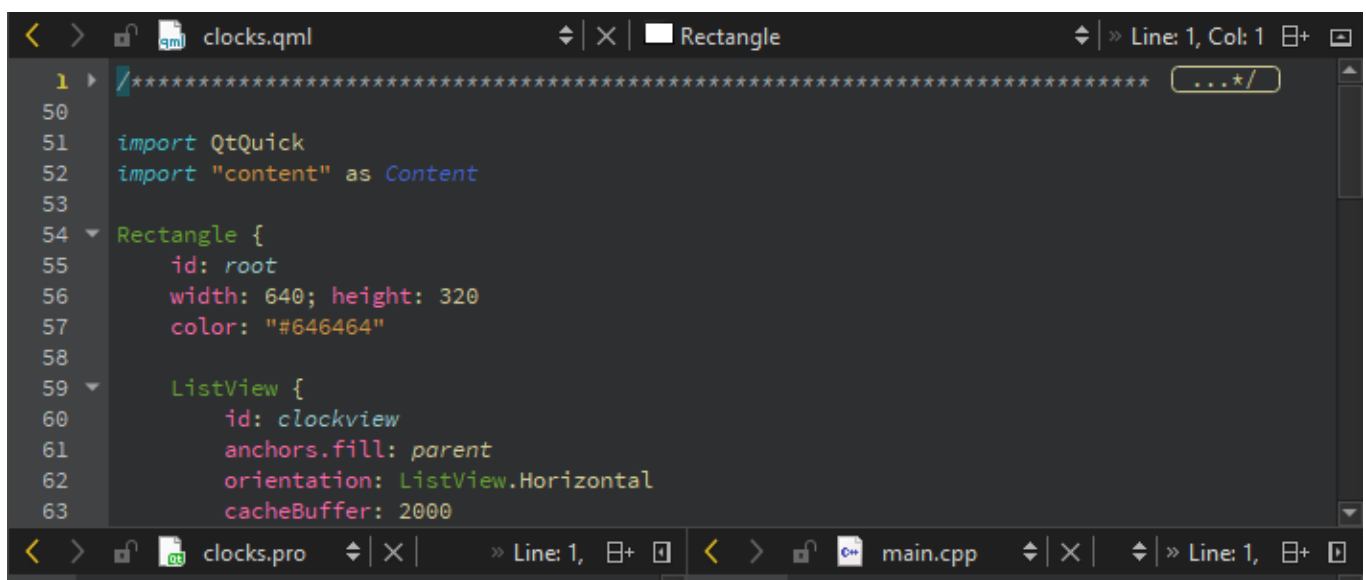 clocks.qml Rectangle » Line: 1, Col: 1
1 /***************************************************************************** ...*/
50
51 import QtQuick
52 import "content" as Content
53
54 Rectangle {
55 id: root
56 width: 640; height: 320
57 color: "#646464"
58
59 ListView {
60 id: clockview
61 anchors.fill: parent
62 orientation: ListView.Horizontal
63 cacheBuffer: 2000
clocks.pro » Line: 1, main.cpp » Line: 1,